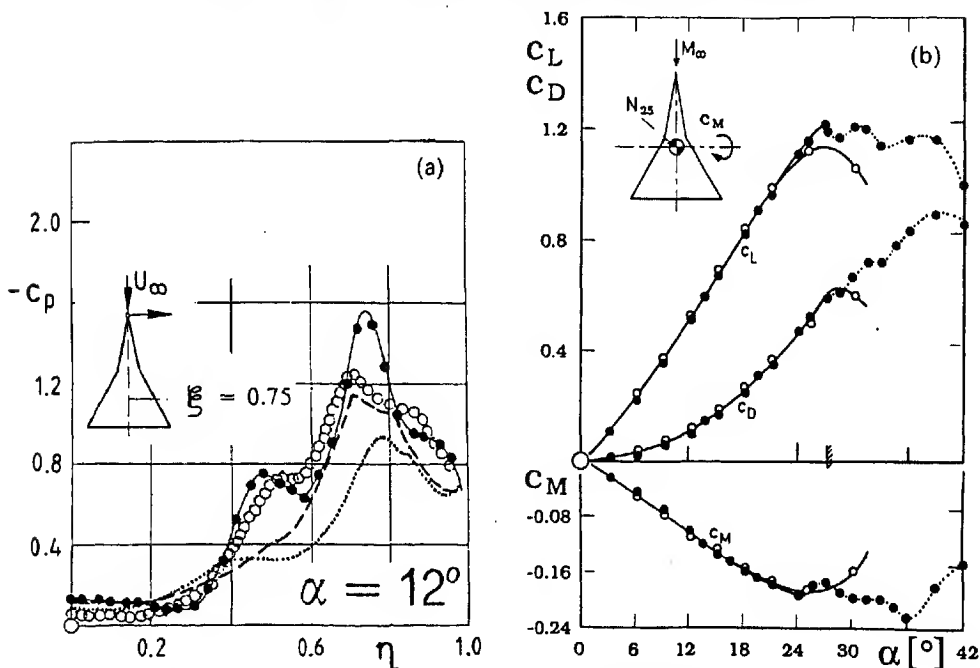 (a)
2.0
-cp
1.2
0.8
0.4
U∞
ξ = 0.75
α = 12°
0.2
η
0.6
1.0
(b)
1.6
CL
CD
1.2
0.8
0.4
M∞
N25
CM
cL
cD
0
CM
-0.08
-0.16
-0.24
cM
0
6
12
18
24
30
36
α[°]
42